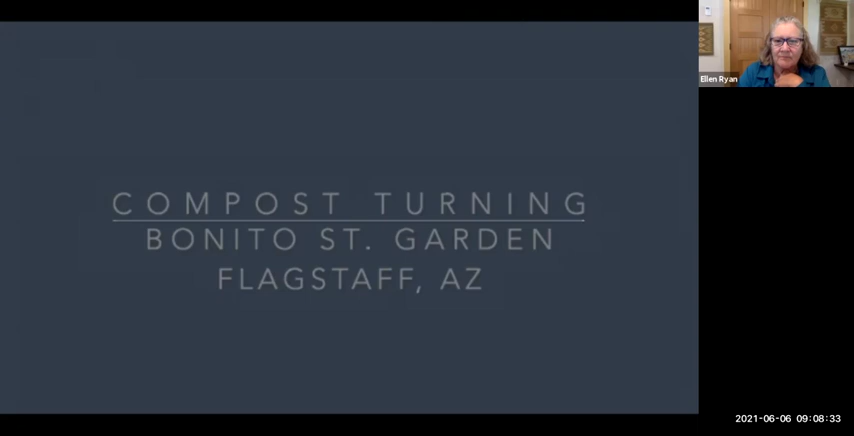 COMPOST TURNING
BONITO ST. GARDEN
FLAGSTAFF, AZ
Ellen Ryan
2021-06-06 09:08:33